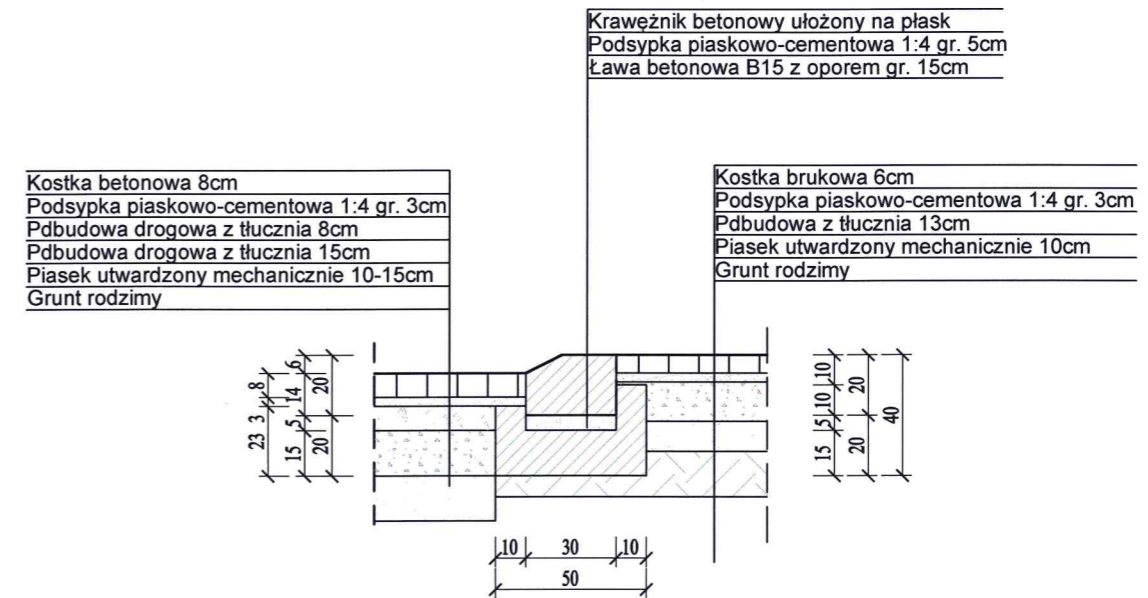 Krawężnik betonowy ułożony na płask
Podsypka piaskowo-cementowa 1:4 gr. 5cm
Ława betonowa B15 z oporem gr. 15cm
Kostka betonowa 8cm
Podsypka piaskowo-cementowa 1:4 gr. 3cm
Pdbudowa drogowa z tłucznia 8cm
Pdbudowa drogowa z tłucznia 15cm
Piasek utwardzony mechanicznie 10-15cm
Grunt rodzimy
Kostka brukowa 6cm
Podsypka piaskowo-cementowa 1:4 gr. 3cm
Pdbudowa z tłucznia 13cm
Piasek utwardzony mechanicznie 10cm
Grunt rodzimy
8
3
23
6
14
5
15
20
20
10
10
5
15
20
20
40
10
30
10
50